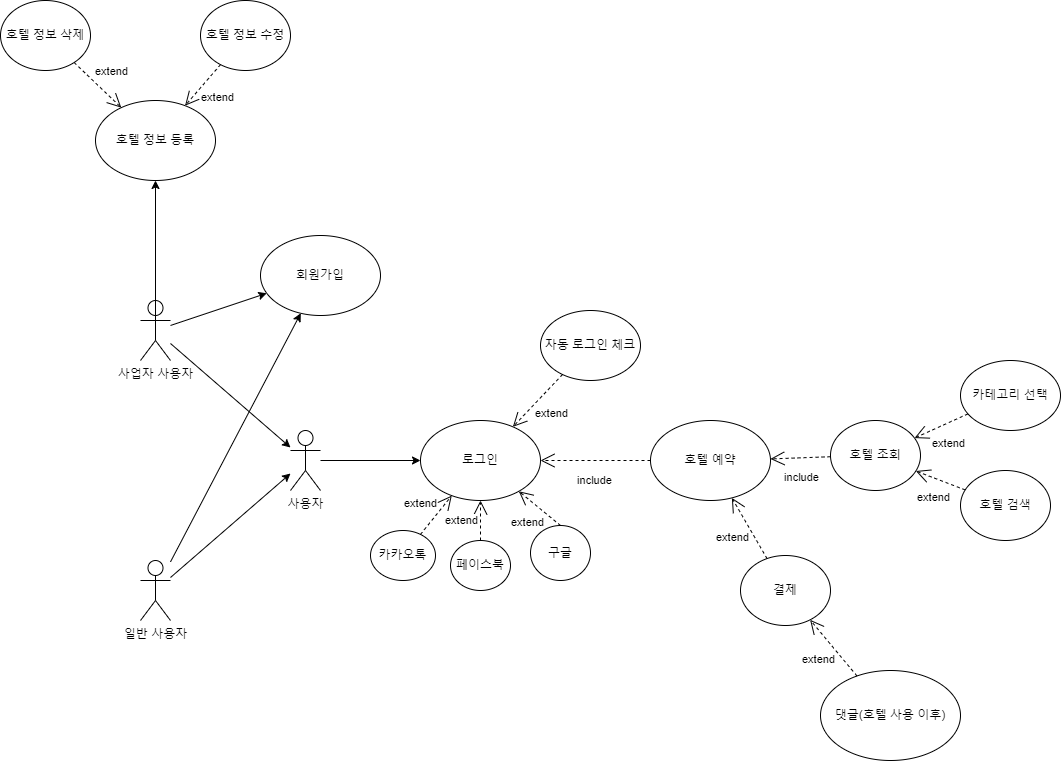 호텔 정보 삭제
호텔 정보 수정
extend
extend
호텔 정보 등록
회원가입
사업자 사용자
자동 로그인 체크
카테고리 선택
extend
extend
로그인
호텔 예약
호텔 조회
include
include
사용자
extend
extend
extend
extend
호텔 검색
카카오톡
페이스북
구글
extend
결제
일반 사용자
extend
댓글(호텔 사용 이후)